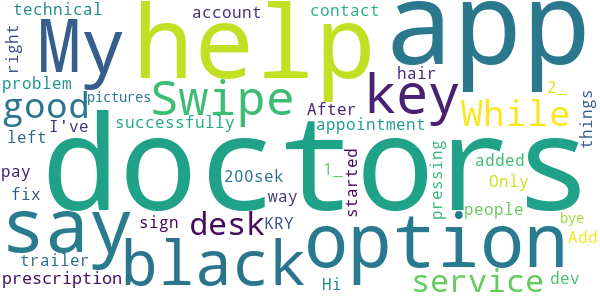 technical account contact
right My help app
problem hair 2_
pictures Swipe key things
good After While
I've successfully appointment
left doctors pressing
pay 200sek 1_ added
fix way started Only
say sign desk KRY option people bye
trailer black Add
prescription Hi service dev